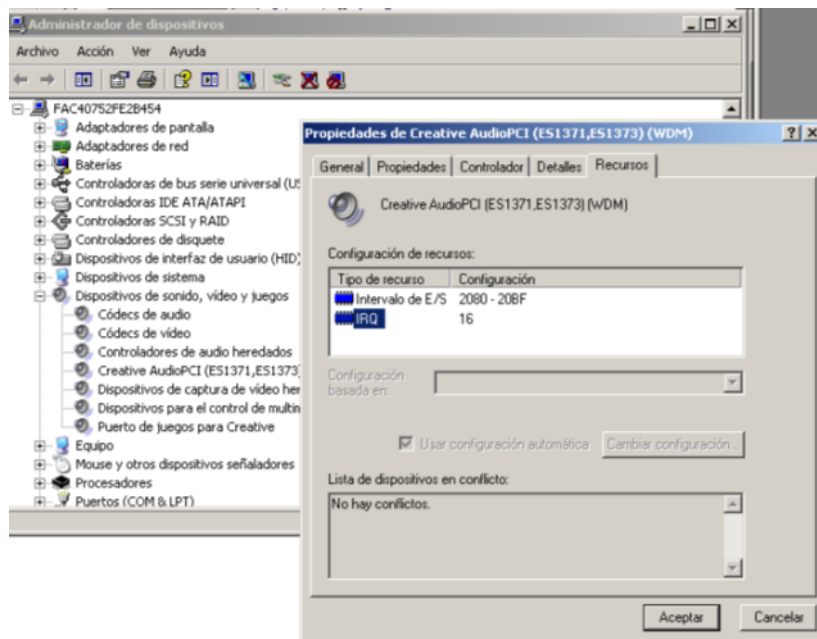 Administrador de dispositivos
Archivo Acción Ver Ayuda
FAC40752FE2B454
Adaptadores de pantalla
Adaptadores de red
Baterías
Controladoras de bus serie universal (US
Controladoras IDE ATA/ATAPI
Controladoras SCSI y RAID
Controladores de disquete
Dispositivos de interfaz de usuario (HID)
Dispositivos de sistema
Dispositivos de sonido, vídeo y juegos
Códecs de audio
Códecs de vídeo
Controladores de audio heredados
Creative AudioPCI (ES1371,ES1373)
Dispositivos de captura de vídeo her
Dispositivos para el control de multim
Puerto de juegos para Creative
Equipo
Mouse y otros dispositivos señaladores
Procesadores
Puertos (COM & LPT)
Propiedades de Creative AudioPCI (ES1371,ES1373) (WDM)
General Propiedades Controlador Detalles Recursos
Creative AudioPCI (ES1371,ES1373) (WDM)
Configuración de recursos:
Tipo de recurso Configuración
Intervalo de E/S 2080 - 20BF
IRQ 16
Configuración
basada en:
Usar configuración automática Cambiar configuración...
Lista de dispositivos en conflicto:
No hay conflictos.
Aceptar Cancelar